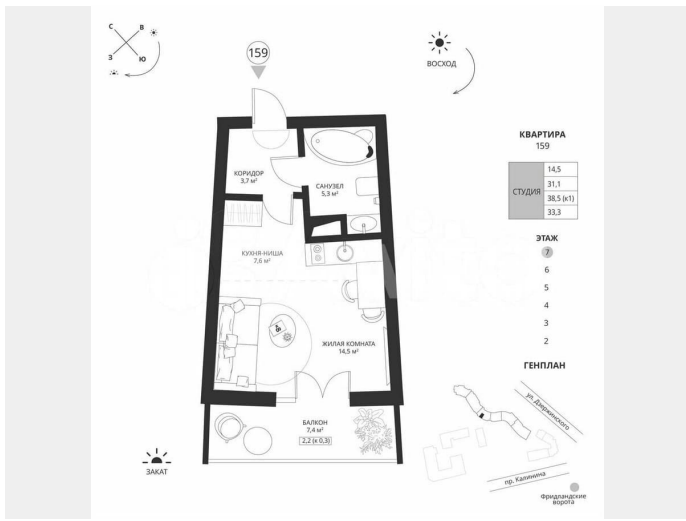 С
В
З
Ю
159
ВОСХОД
КОРИДОР
3,7 м²
САНУЗЕЛ
5,3 м²
КУХНЯ-НИША
7,6 м²
ЖИЛАЯ КОМНАТА
14,5 м²
БАЛКОН
7,4 м²
2,2 (к 0,3)
ЗАКАТ
КВАРТИРА
159
СТУДИЯ
14,5
31,1
38,5 (к1)
33,3
ЭТАЖ
7
6
5
4
3
2
ГЕНПЛАН
ул. Дзержинского
пр. Калинина
Фридландские
ворота